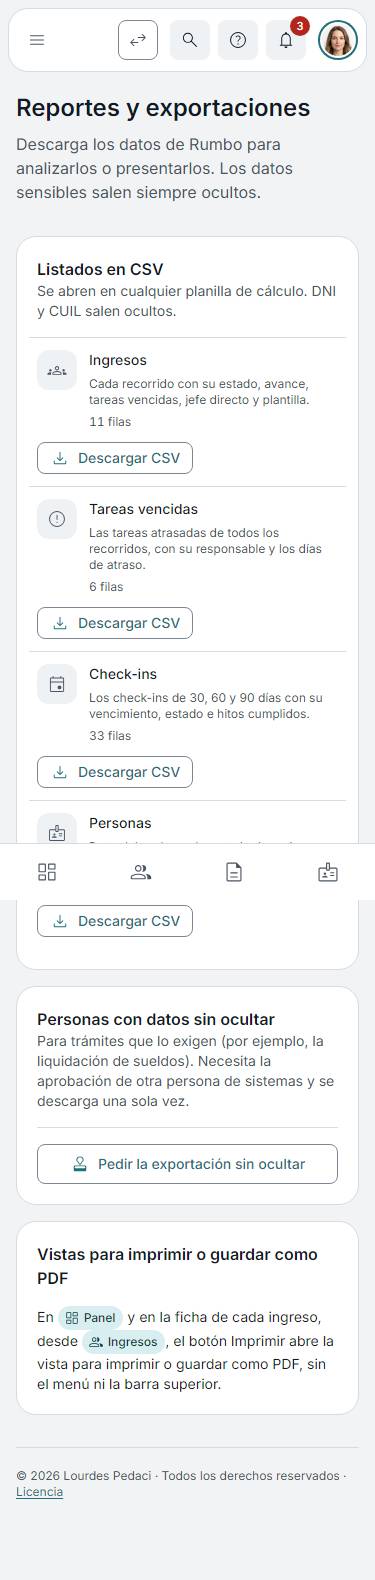 3
Reportes y exportaciones
Descarga los datos de Rumbo para
analizarlos o presentarlos. Los datos
sensibles salen siempre ocultos.
Listados en CSV
Se abren en cualquier planilla de cálculo. DNI
y CUIL salen ocultos.
Ingresos
Cada recorrido con su estado, avance,
tareas vencidas, jefe directo y plantilla.
11 filas
Descargar CSV
Tareas vencidas
Las tareas atrasadas de todos los
recorridos, con su responsable y los días
de atraso.
6 filas
Descargar CSV
Check-ins
Los check-ins de 30, 60 y 90 días con su
vencimiento, estado e hitos cumplidos.
33 filas
Descargar CSV
Personas
Descargar CSV
Personas con datos sin ocultar
Para trámites que lo exigen (por ejemplo, la
liquidación de sueldos). Necesita la
aprobación de otra persona de sistemas y se
descarga una sola vez.
Pedir la exportación sin ocultar
Vistas para imprimir o guardar como
PDF
En Panel y en la ficha de cada ingreso,
desde Ingresos, el botón Imprimir abre la
vista para imprimir o guardar como PDF, sin
el menú ni la barra superior.
© 2026 Lourdes Pedaci · Todos los derechos reservados ·
Licencia